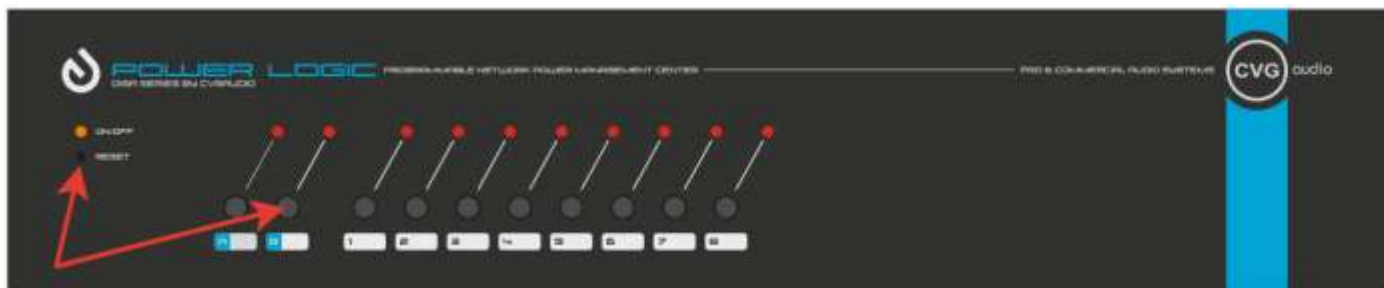 POWER LOGIC PROGRAMMABLE NETWORK POWER MANAGEMENT CENTER
DIGI SERIES BY CVGAUDIO
PRO & COMMERCIAL AUDIO SYSTEMS
CVG audio
ON/OFF
RESET
A B 1 2 3 4 5 6 7 8